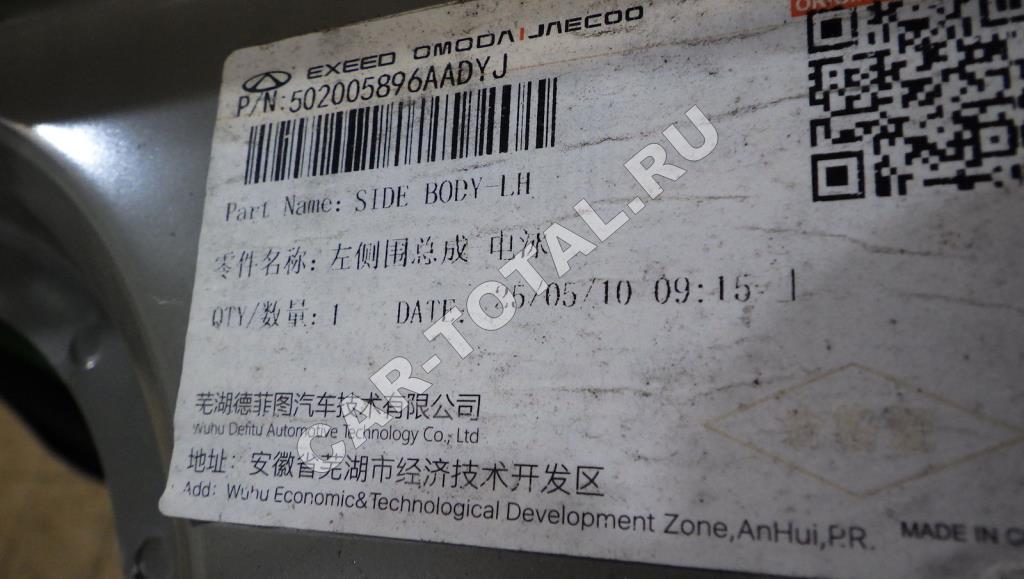 EXEED OMODA|JAECOO
P/N:502005896AADYJ
Part Name: SIDE BODY-LH
零件名称: 左侧围总成 电泳
QTY/数量: 1 DATE: 25/05/10 09:15 1
芜湖德菲图汽车技术有限公司
Wuhu Defitu Automotive Technology Co., Ltd
地址: 安徽省芜湖市经济技术开发区
Add: Wuhu Economic&Technological Development Zone,AnHui,P.R.
MADE IN
CAR-TOTAL.RU